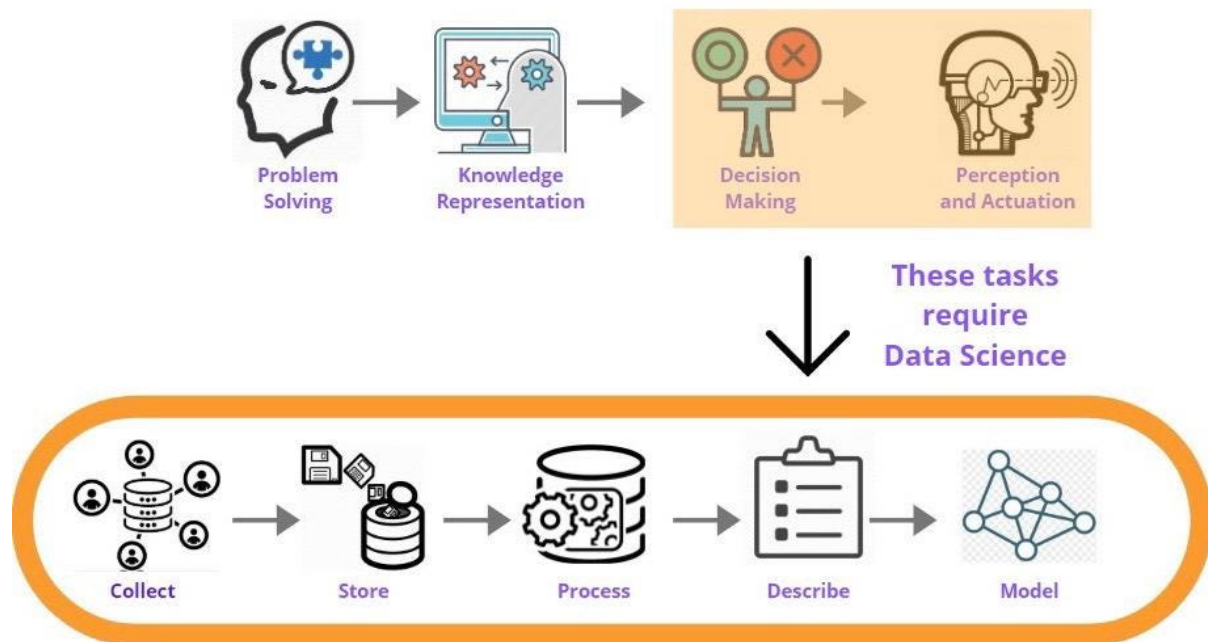 Problem
Solving
Knowledge
Representation
Decision
Making
Perception
and Actuation
These tasks
require
Data Science
Collect
Store
Process
Describe
Model